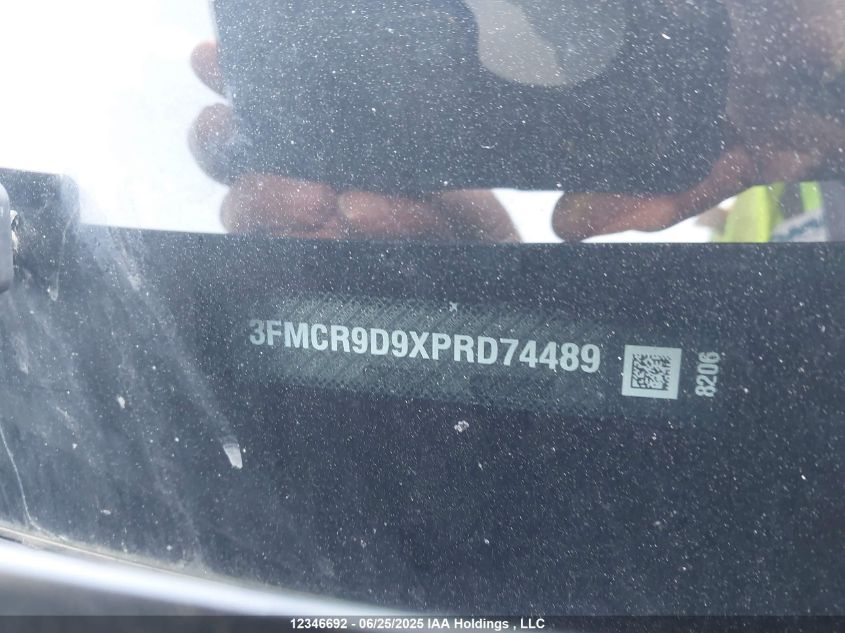 3FMCR9D9XPRD74489
8206
12346692 - 06/25/2025 IAA Holdings , LLC